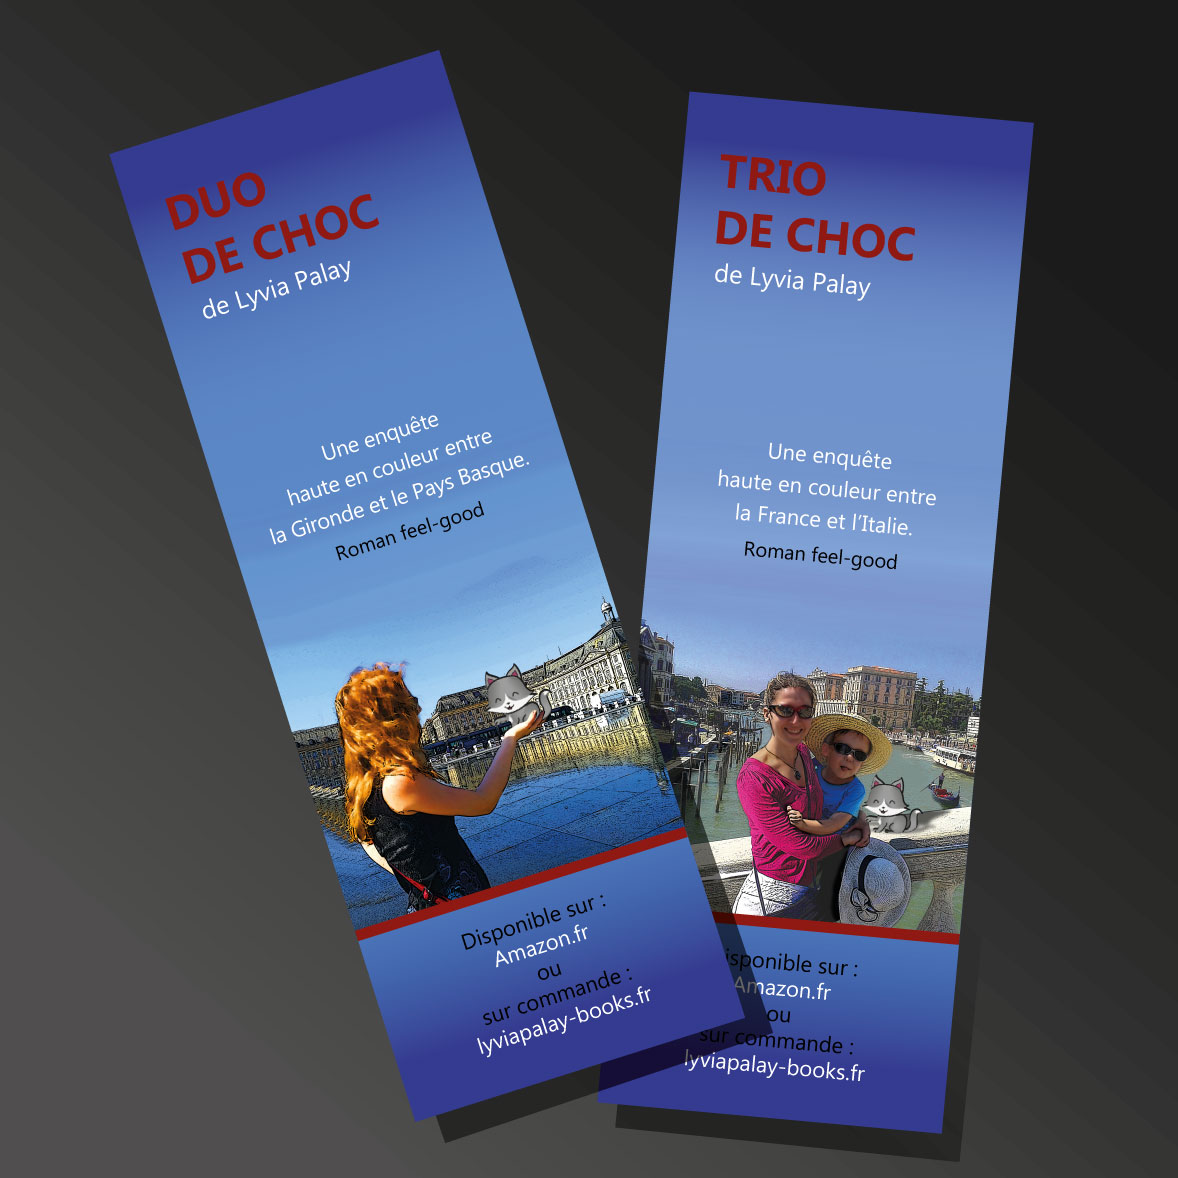 DUO
DE CHOC
de Lyvia Palay
Une enquête
haute en couleur entre
la Gironde et le Pays Basque.
Roman feel-good
Disponible sur :
Amazon.fr
ou
sur commande :
lyviapalay-books.fr
TRIO
DE CHOC
de Lyvia Palay
Une enquête
haute en couleur entre
la France et l'Italie.
Roman feel-good
isponible sur :
Amazon.fr
ou
sur commande :
lyviapalay-books.fr